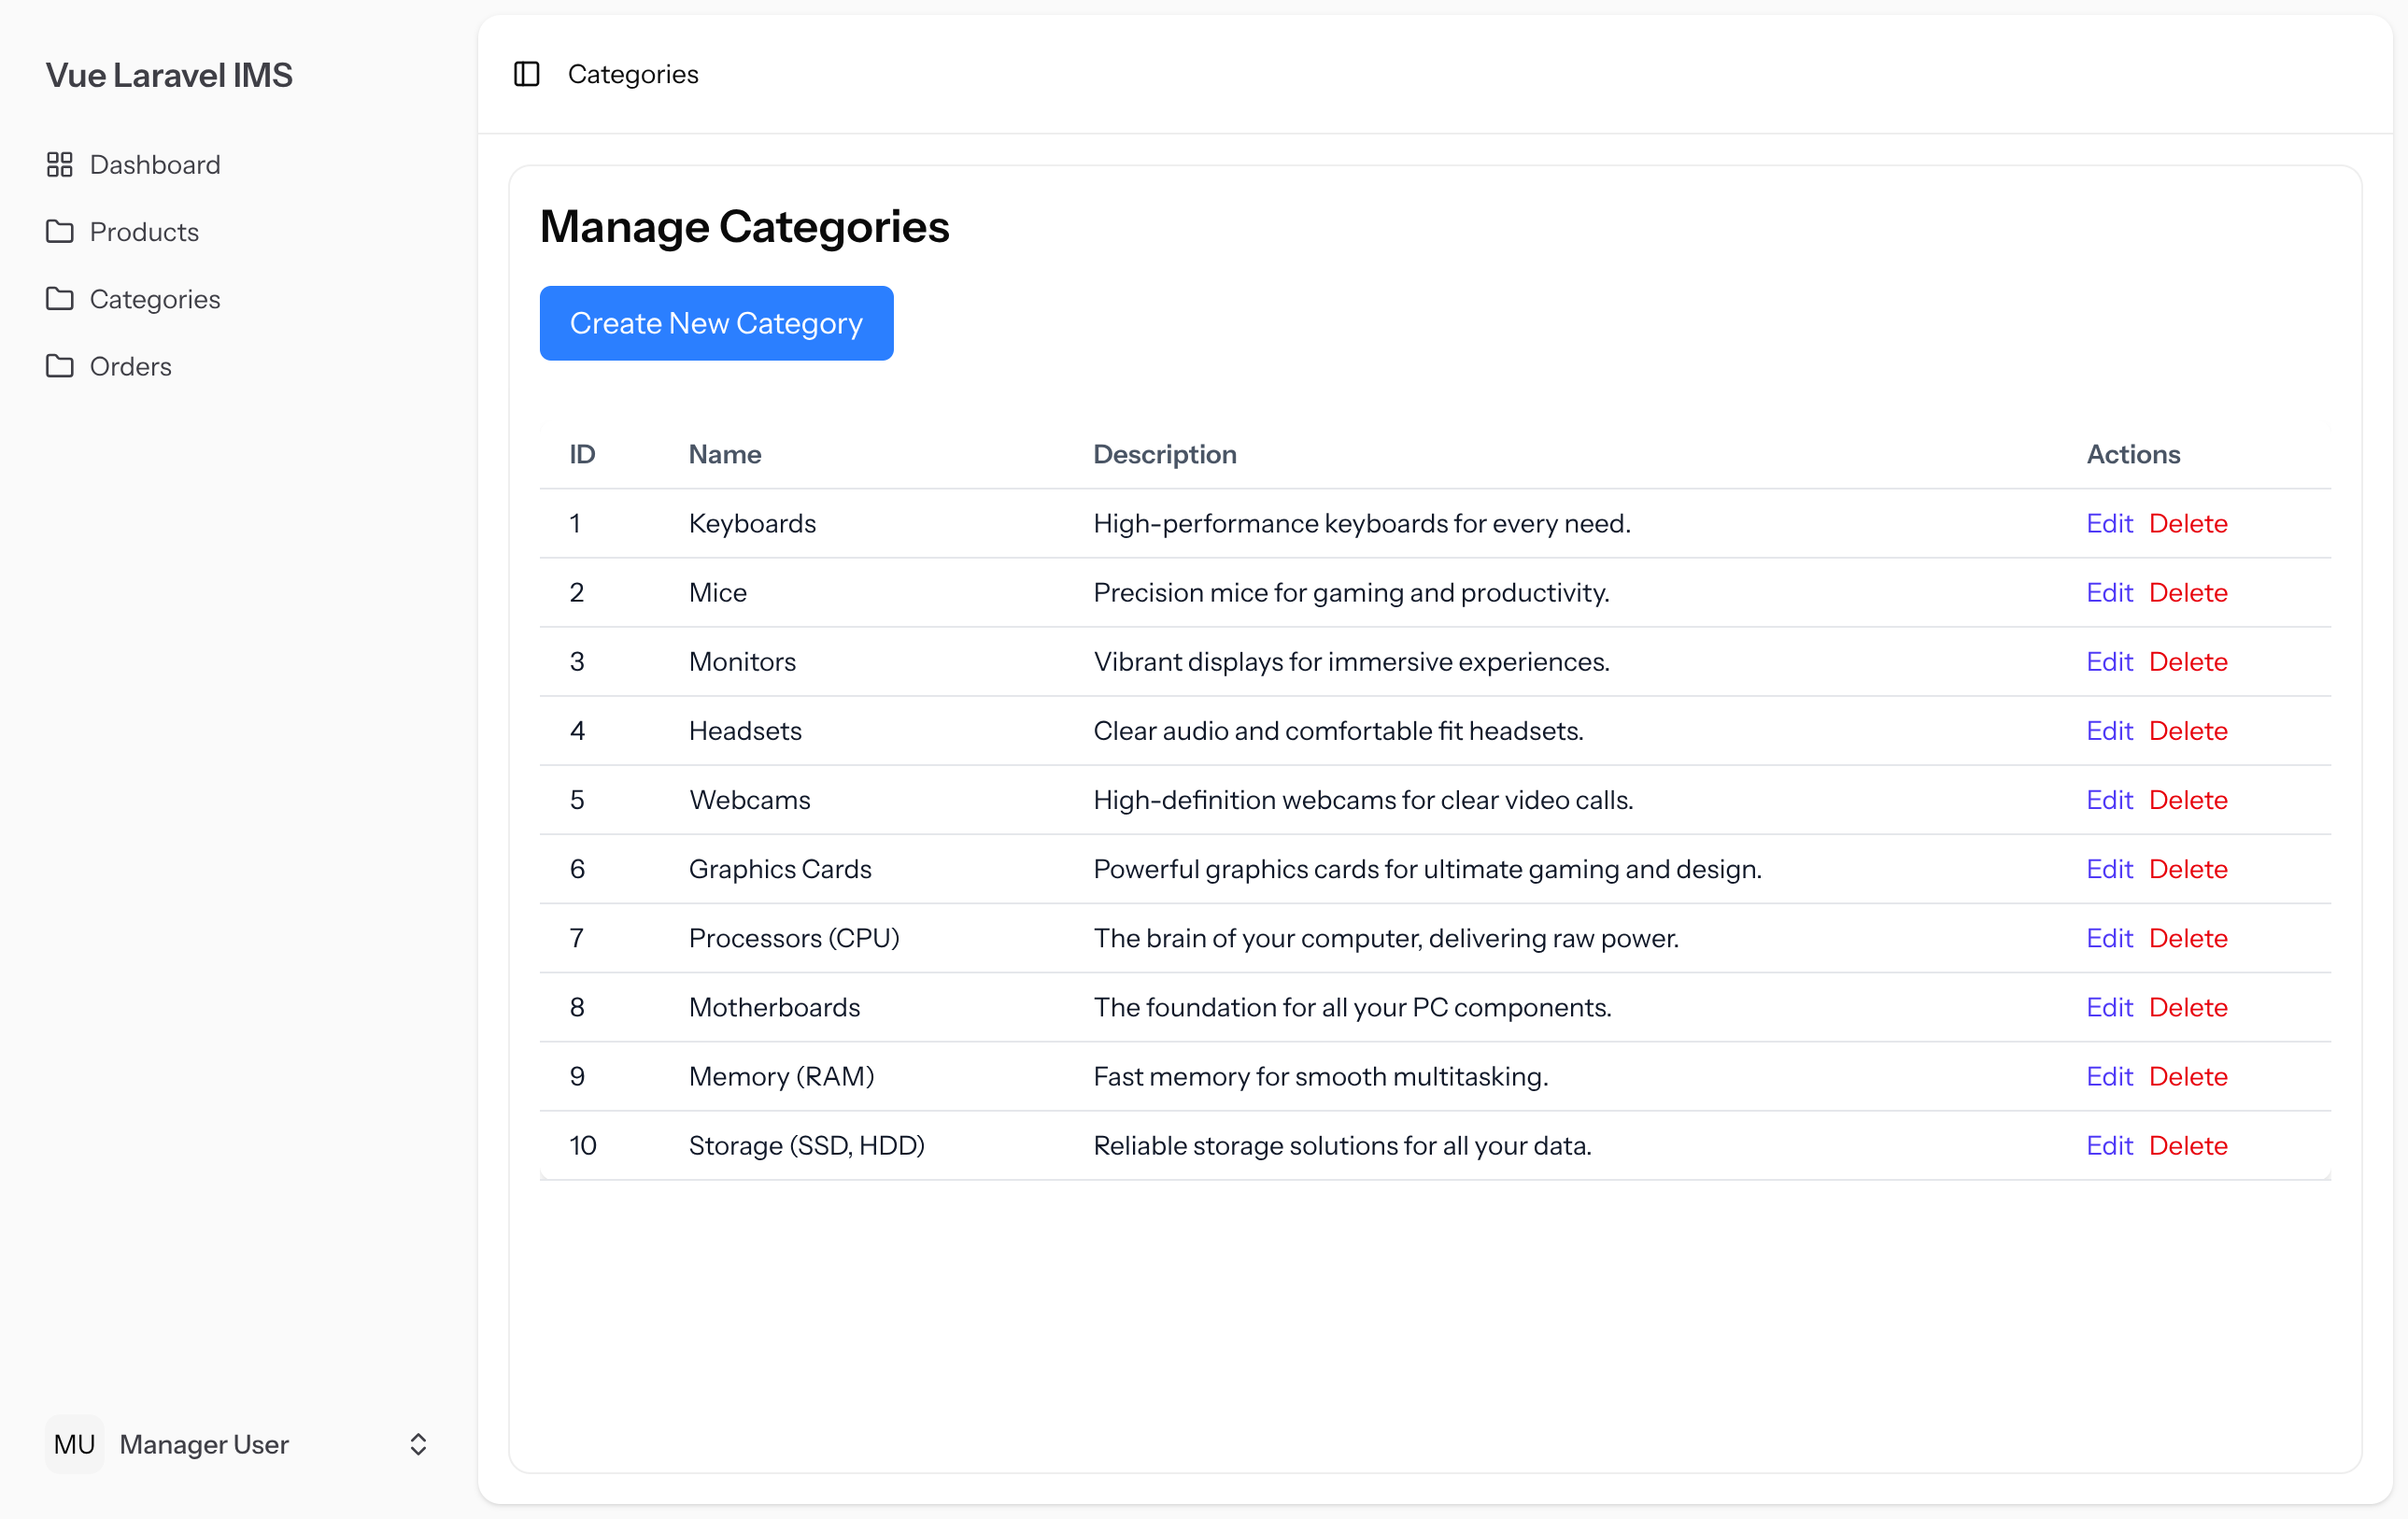 Vue Laravel IMS
Dashboard
Products
Categories
Orders
MU Manager User
Categories
Manage Categories
Create New Category
ID Name Description Actions
1 Keyboards High-performance keyboards for every need. Edit Delete
2 Mice Precision mice for gaming and productivity. Edit Delete
3 Monitors Vibrant displays for immersive experiences. Edit Delete
4 Headsets Clear audio and comfortable fit headsets. Edit Delete
5 Webcams High-definition webcams for clear video calls. Edit Delete
6 Graphics Cards Powerful graphics cards for ultimate gaming and design. Edit Delete
7 Processors (CPU) The brain of your computer, delivering raw power. Edit Delete
8 Motherboards The foundation for all your PC components. Edit Delete
9 Memory (RAM) Fast memory for smooth multitasking. Edit Delete
10 Storage (SSD, HDD) Reliable storage solutions for all your data. Edit Delete